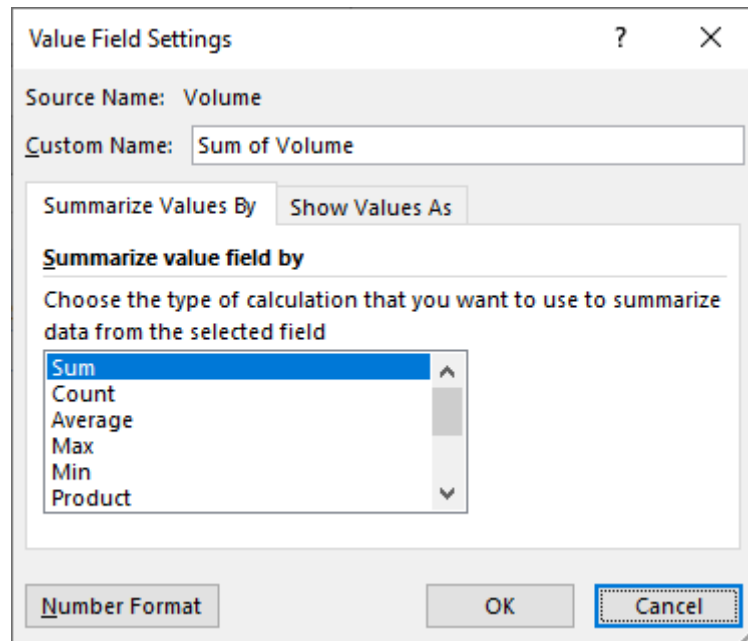 Value Field Settings ?
Source Name: Volume
Custom Name: Sum of Volume
Summarize Values By Show Values As
Summarize value field by
Choose the type of calculation that you want to use to summarize
data from the selected field
Sum
Count
Average
Max
Min
Product
Number Format OK Cancel